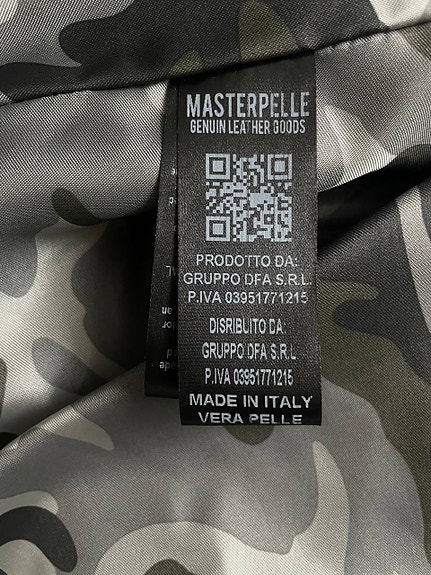 MASTERPELLE
GENUIN LEATHER GOODS
PRODOTTO DA:
GRUPPO DFA S.R.L.
P.IVA 03951771215
DISRIBUITO DA:
GRUPPO DFA S.R.L
P.IVA 03951771215
MADE IN ITALY
VERA PELLE